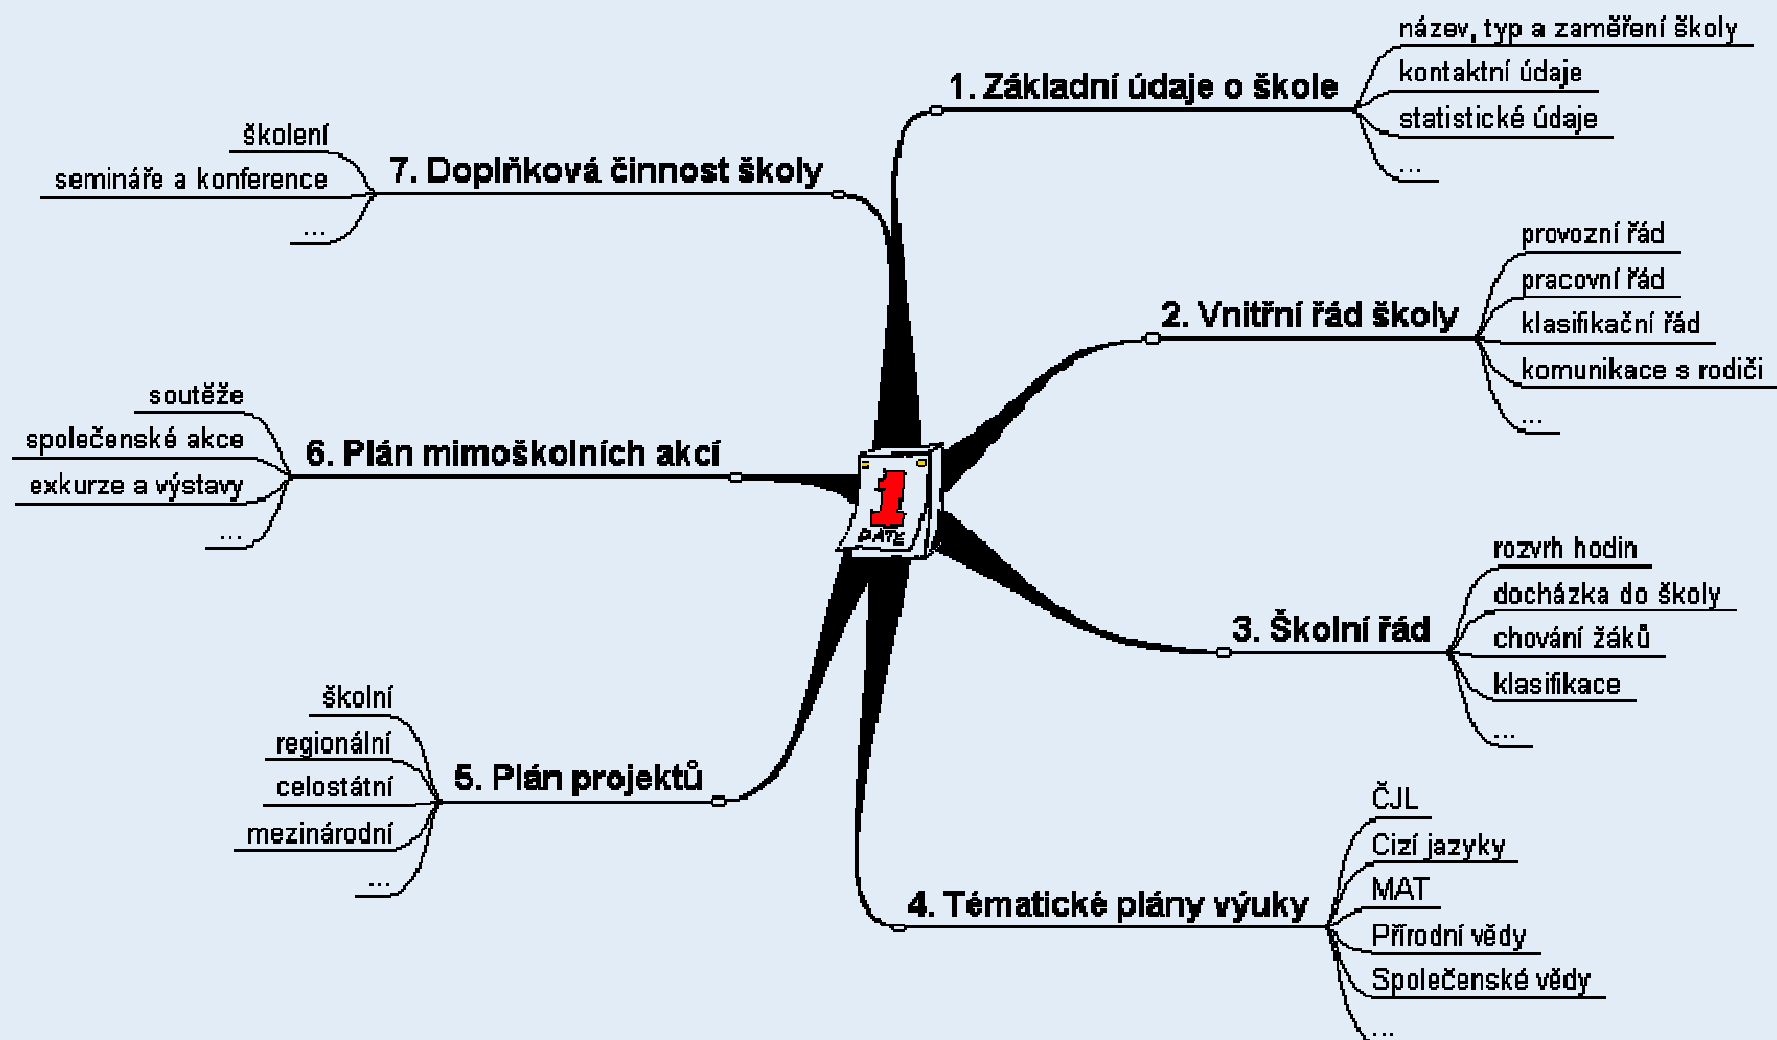 1. Základní údaje o škole
název, typ a zaměření školy
kontaktní údaje
statistické údaje
...
2. Vnitřní řád školy
provozní řád
pracovní řád
klasifikační řád
komunikace s rodiči
...
3. Školní řád
rozvrh hodin
docházka do školy
chování žáků
klasifikace
...
4. Tématické plány výuky
ČJL
Cizí jazyky
MAT
Přírodní vědy
Společenské vědy
...
5. Plán projektů
školní
regionální
celostátní
mezinárodní
...
6. Plán mimoškolních akcí
soutěže
společenské akce
exkurze a výstavy
...
7. Doplňková činnost školy
školení
semináře a konference
...
1
DATE